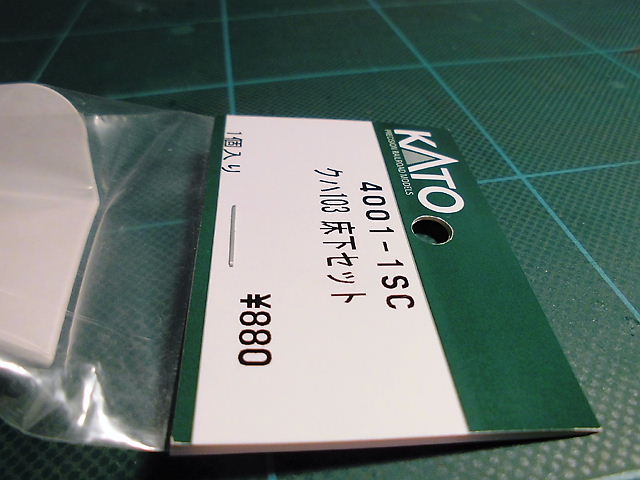 KATO
PRECISION RAILROAD MODELS
4001-1SC
クハ103 床下セット
1個入り
¥880